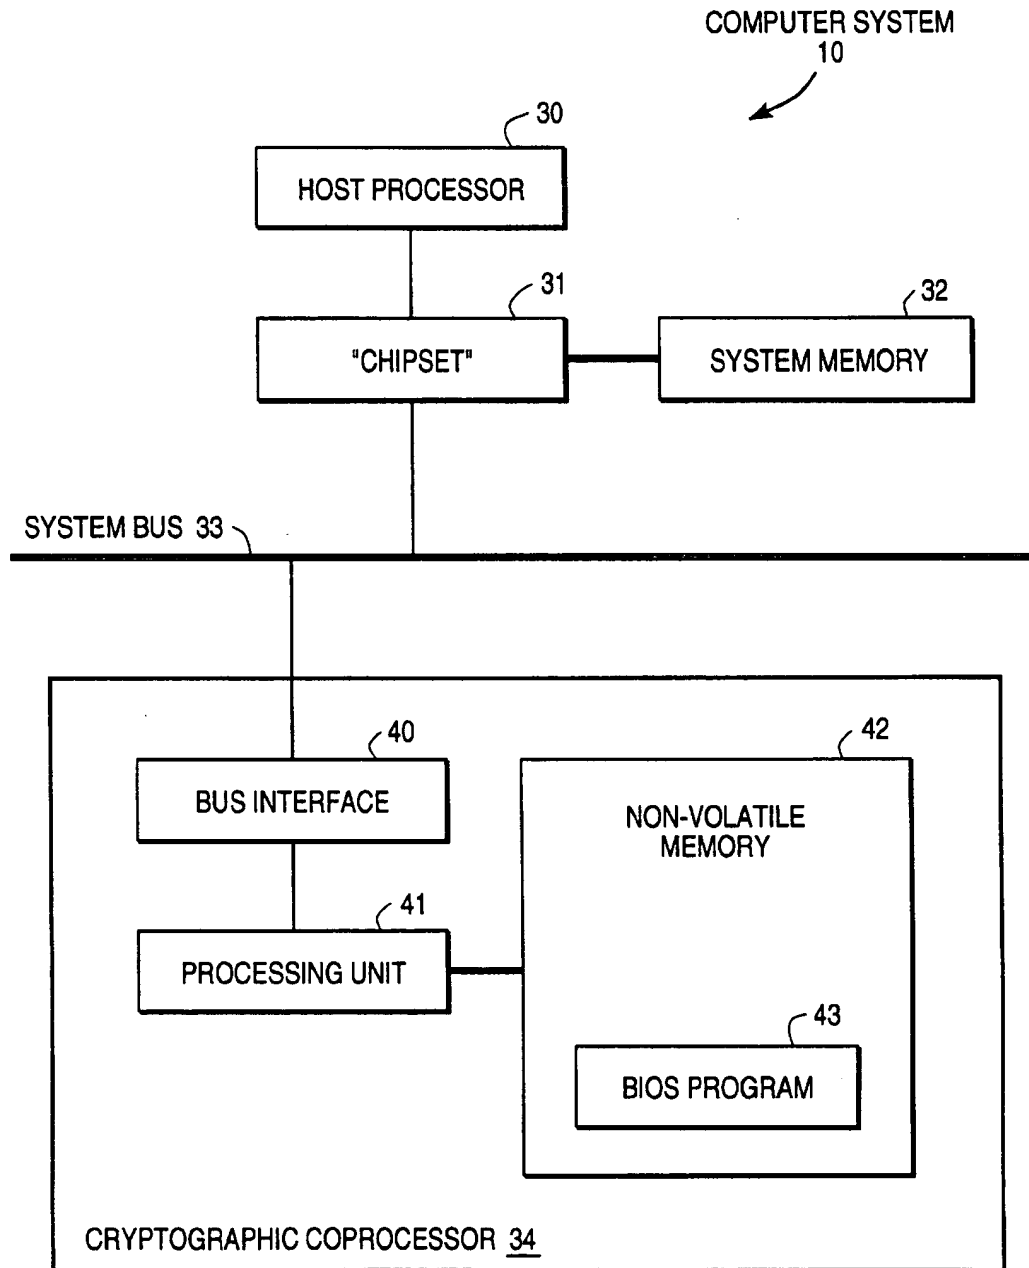 COMPUTER SYSTEM
10
30
HOST PROCESSOR
31
32
"CHIPSET"
SYSTEM MEMORY
SYSTEM BUS 33
40
42
BUS INTERFACE
NON-VOLATILE
MEMORY
41
PROCESSING UNIT
43
BIOS PROGRAM
CRYPTOGRAPHIC COPROCESSOR 34